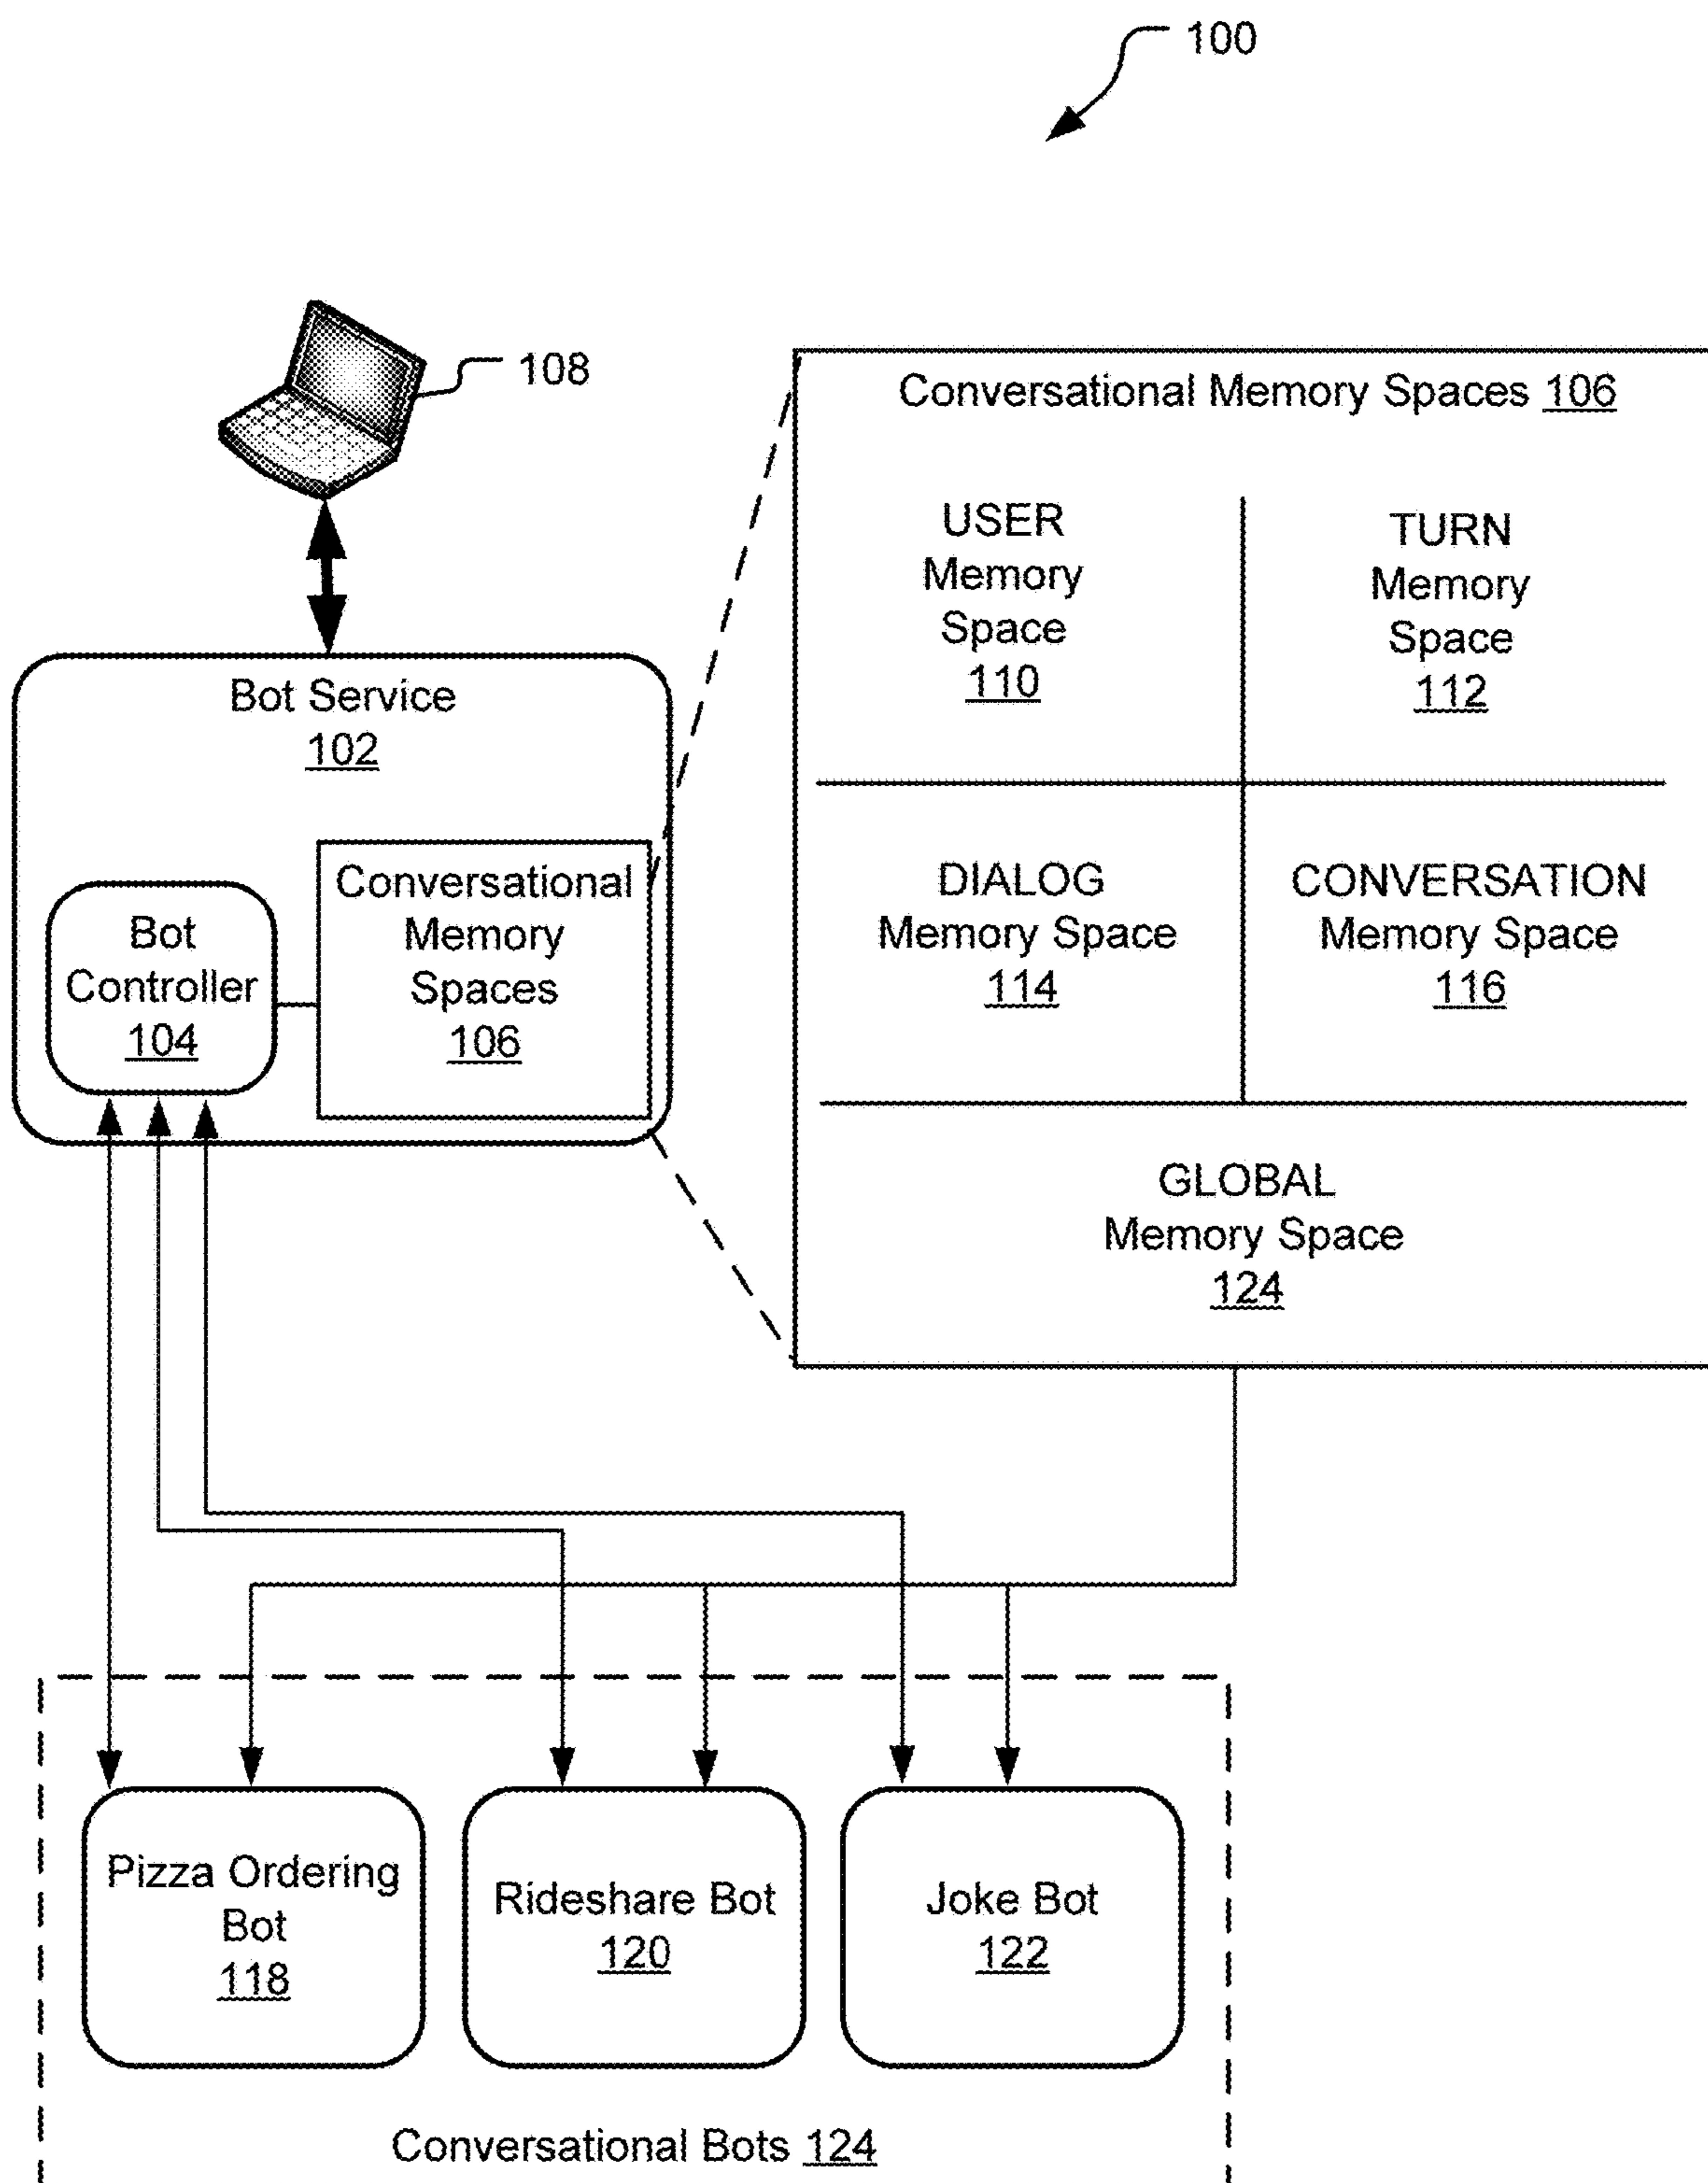 100
108
Bot Service
102
Bot
Controller
104
Conversational
Memory
Spaces
106
Conversational Memory Spaces 106
USER
Memory
Space
110
TURN
Memory
Space
112
DIALOG
Memory Space
114
CONVERSATION
Memory Space
116
GLOBAL
Memory Space
124
Pizza Ordering
Bot
118
Rideshare Bot
120
Joke Bot
122
Conversational Bots 124